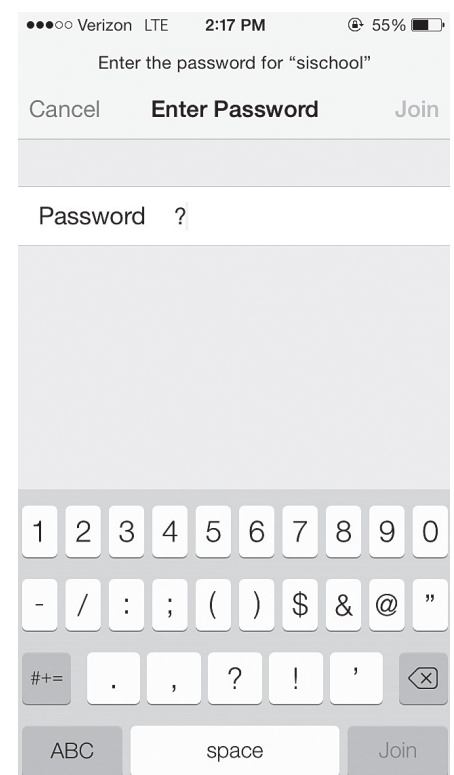 ●●●○○ Verizon LTE 2:17 PM 55%
Enter the password for “sischool”
Cancel Enter Password Join
Password ?
1 2 3 4 5 6 7 8 9 0
- / : ; ( ) $ & @ ”
#+= . , ? ! ’
ABC space Join